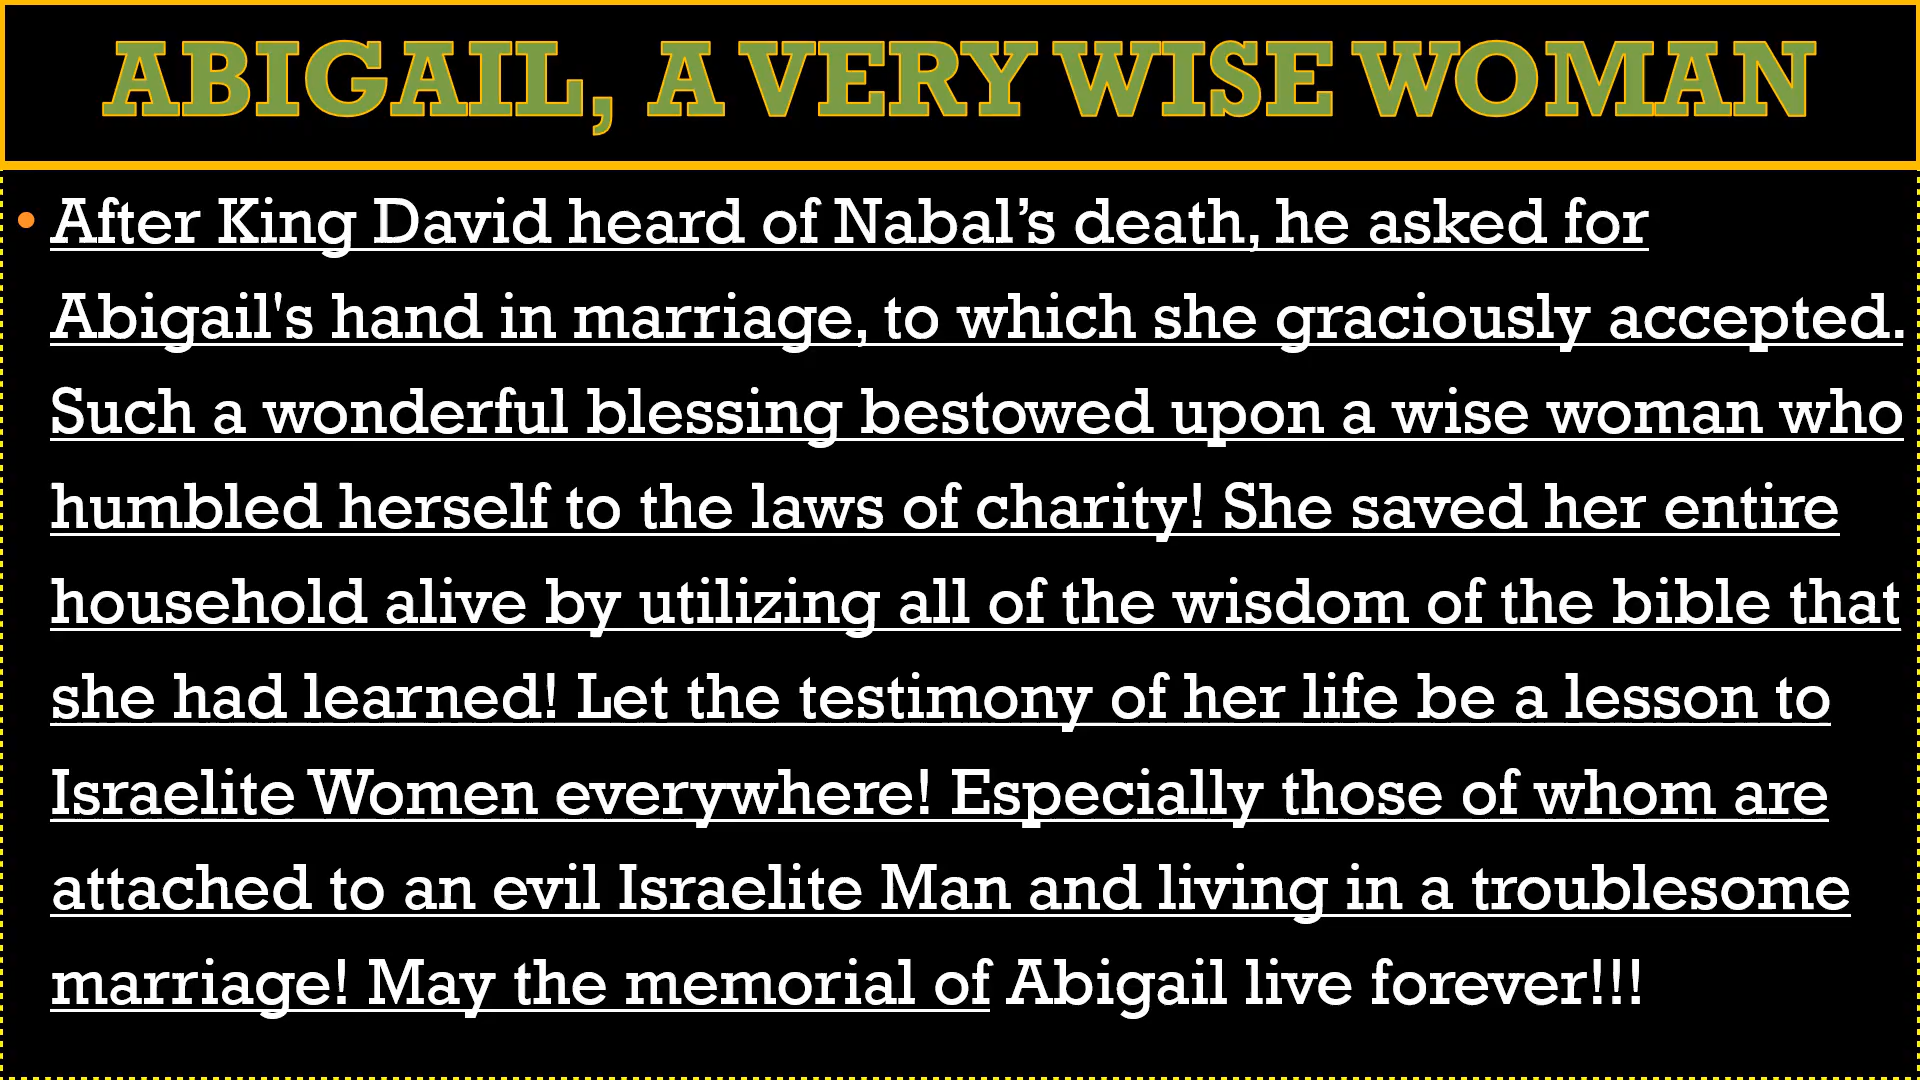 ABIGAIL, A VERY WISE WOMAN
• After King David heard of Nabal’s death, he asked for
Abigail's hand in marriage, to which she graciously accepted.
Such a wonderful blessing bestowed upon a wise woman who
humbled herself to the laws of charity! She saved her entire
household alive by utilizing all of the wisdom of the bible that
she had learned! Let the testimony of her life be a lesson to
Israelite Women everywhere! Especially those of whom are
attached to an evil Israelite Man and living in a troublesome
marriage! May the memorial of Abigail live forever!!!